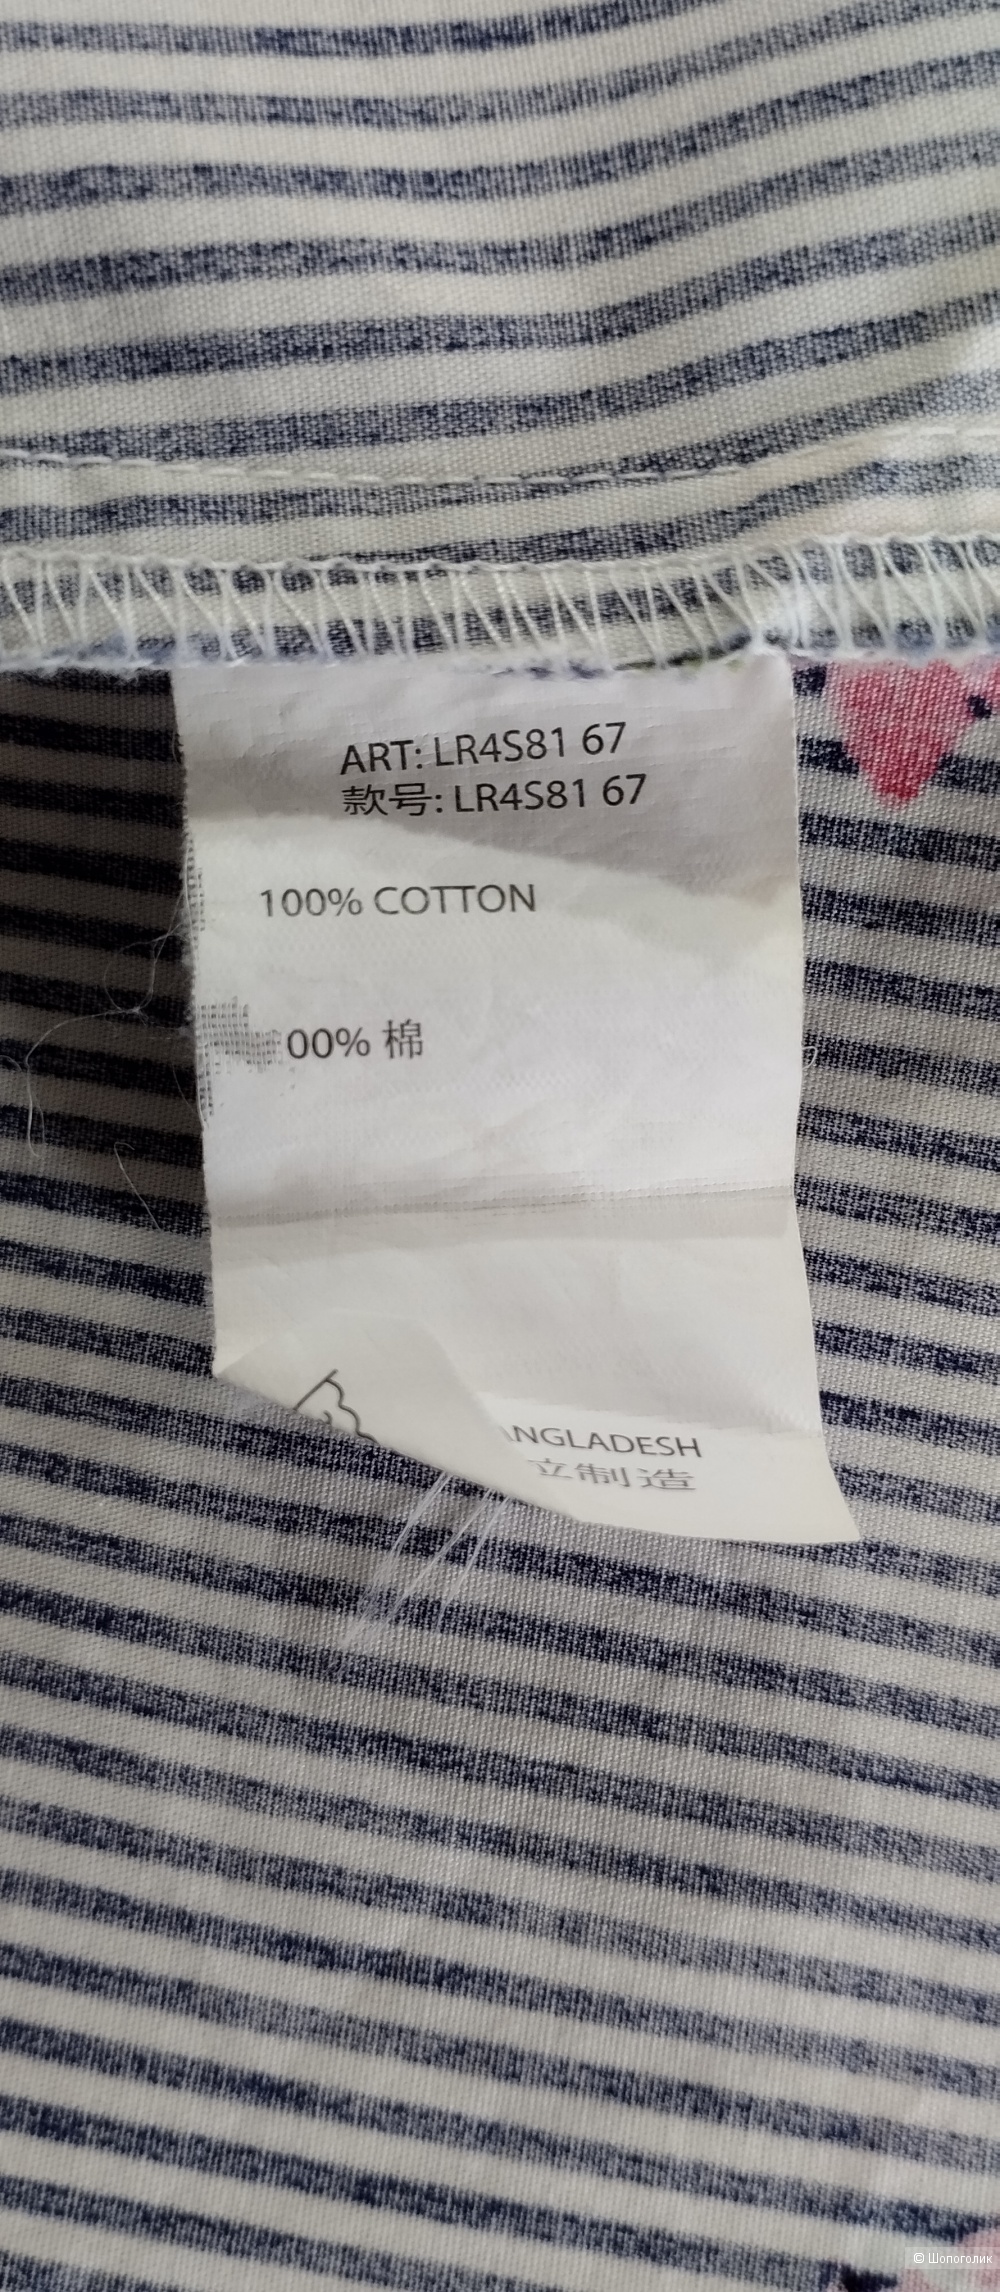 ART: LR4S81 67
款号: LR4S81 67
100% COTTON
00% 棉
ANGLADESH
立制造
© Шопоголик